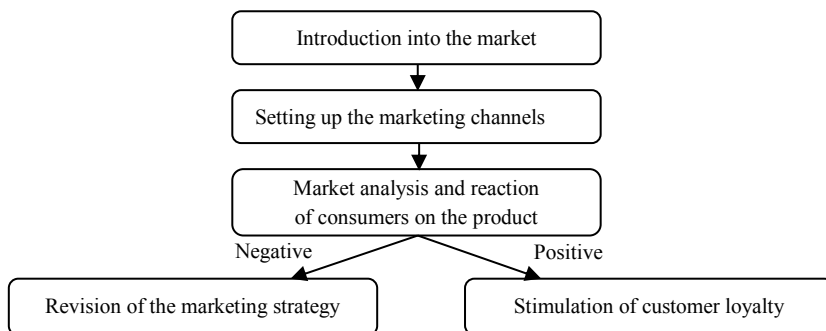 Introduction into the market
Setting up the marketing channels
Market analysis and reaction
of consumers on the product
Negative
Positive
Revision of the marketing strategy
Stimulation of customer loyalty